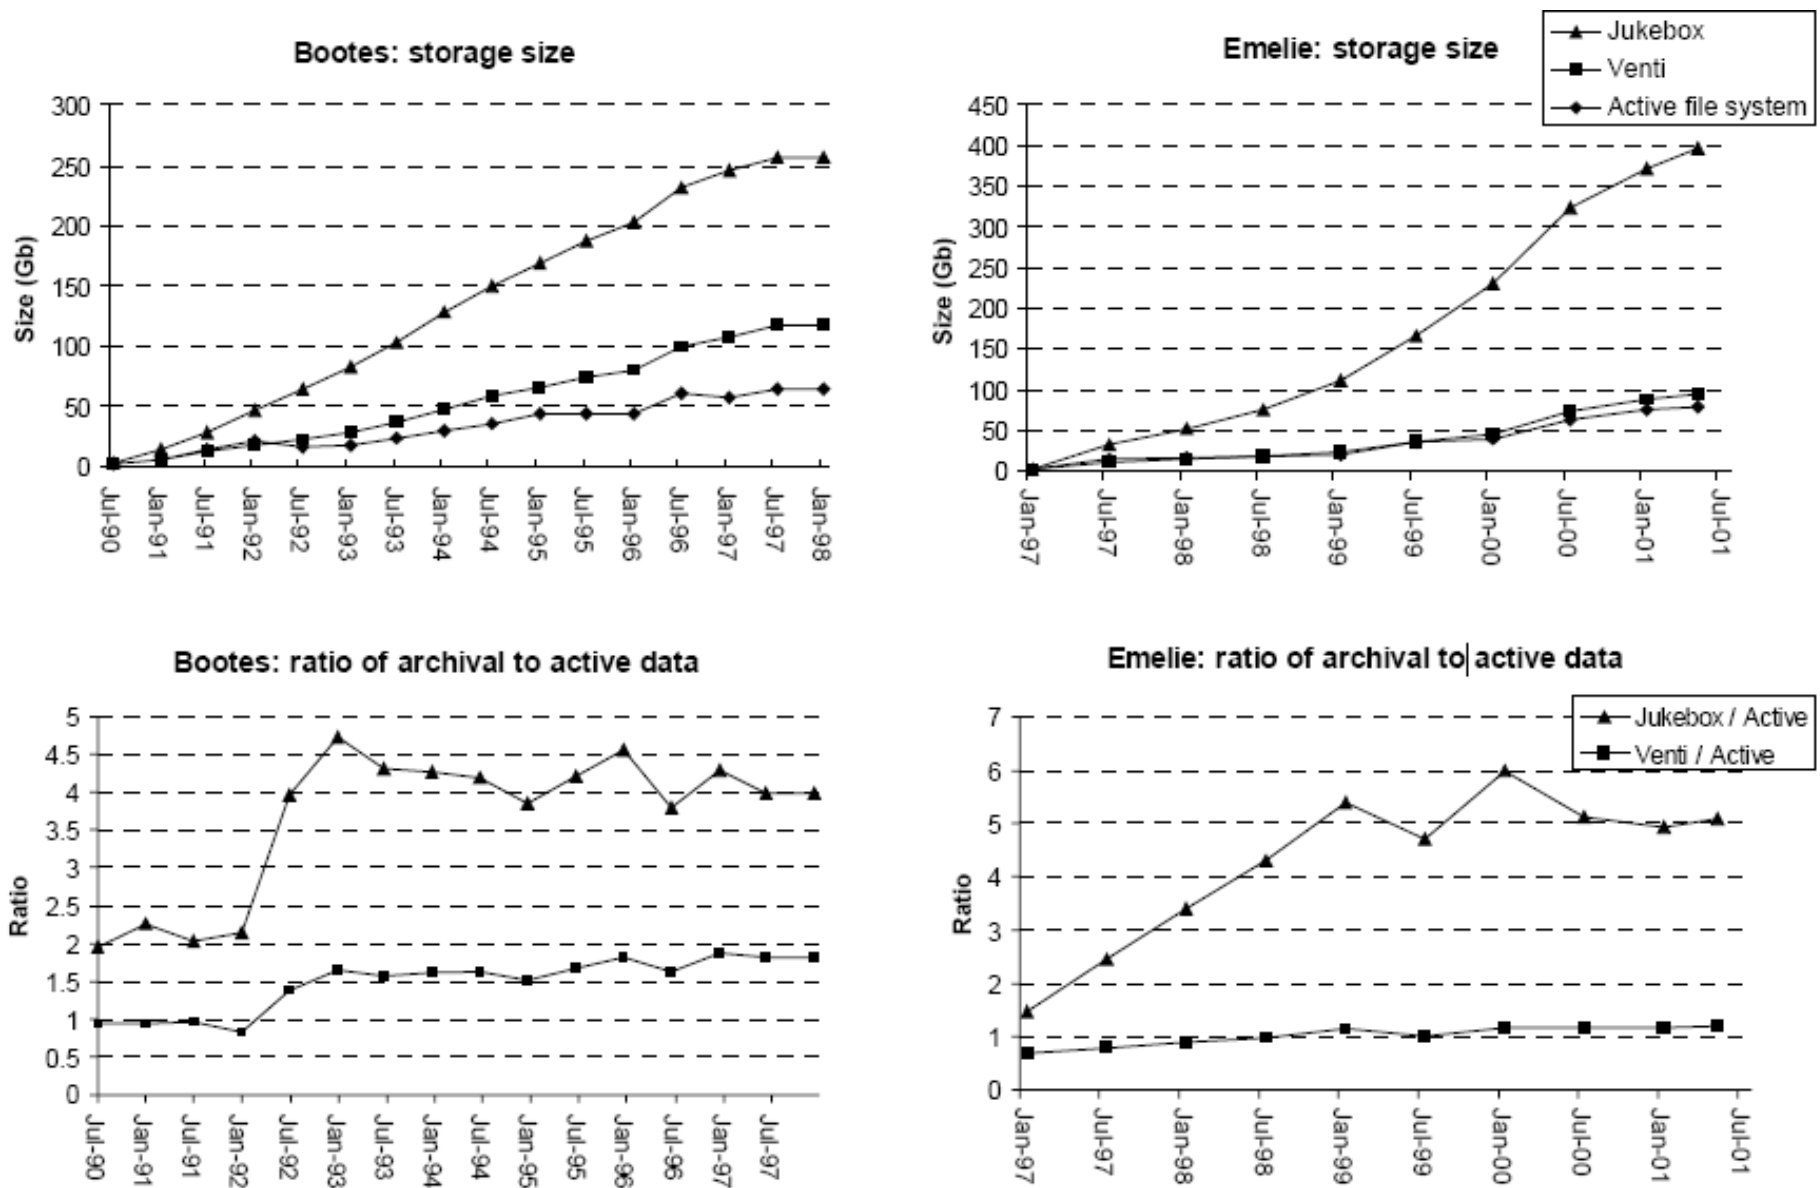 Bootes: storage size
300
250
200
150
100
50
0
Size (Gb)
Jul-90
Jan-91
Jul-91
Jan-92
Jul-92
Jan-93
Jul-93
Jan-94
Jul-94
Jan-95
Jul-95
Jan-96
Jul-96
Jan-97
Jul-97
Jan-98
Emelie: storage size
Jukebox
Venti
Active file system
450
400
350
300
250
200
150
100
50
0
Size (Gb)
Jan-97
Jul-97
Jan-98
Jul-98
Jan-99
Jul-99
Jan-00
Jul-00
Jan-01
Jul-01
Bootes: ratio of archival to active data
5
4.5
4
3.5
3
2.5
2
1.5
1
0.5
0
Ratio
Jul-90
Jan-91
Jul-91
Jan-92
Jul-92
Jan-93
Jul-93
Jan-94
Jul-94
Jan-95
Jul-95
Jan-96
Jul-96
Jan-97
Jul-97
Emelie: ratio of archival to active data
Jukebox / Active
Venti / Active
7
6
5
4
3
2
1
0
Ratio
Jan-97
Jul-97
Jan-98
Jul-98
Jan-99
Jul-99
Jan-00
Jul-00
Jan-01
Jul-01